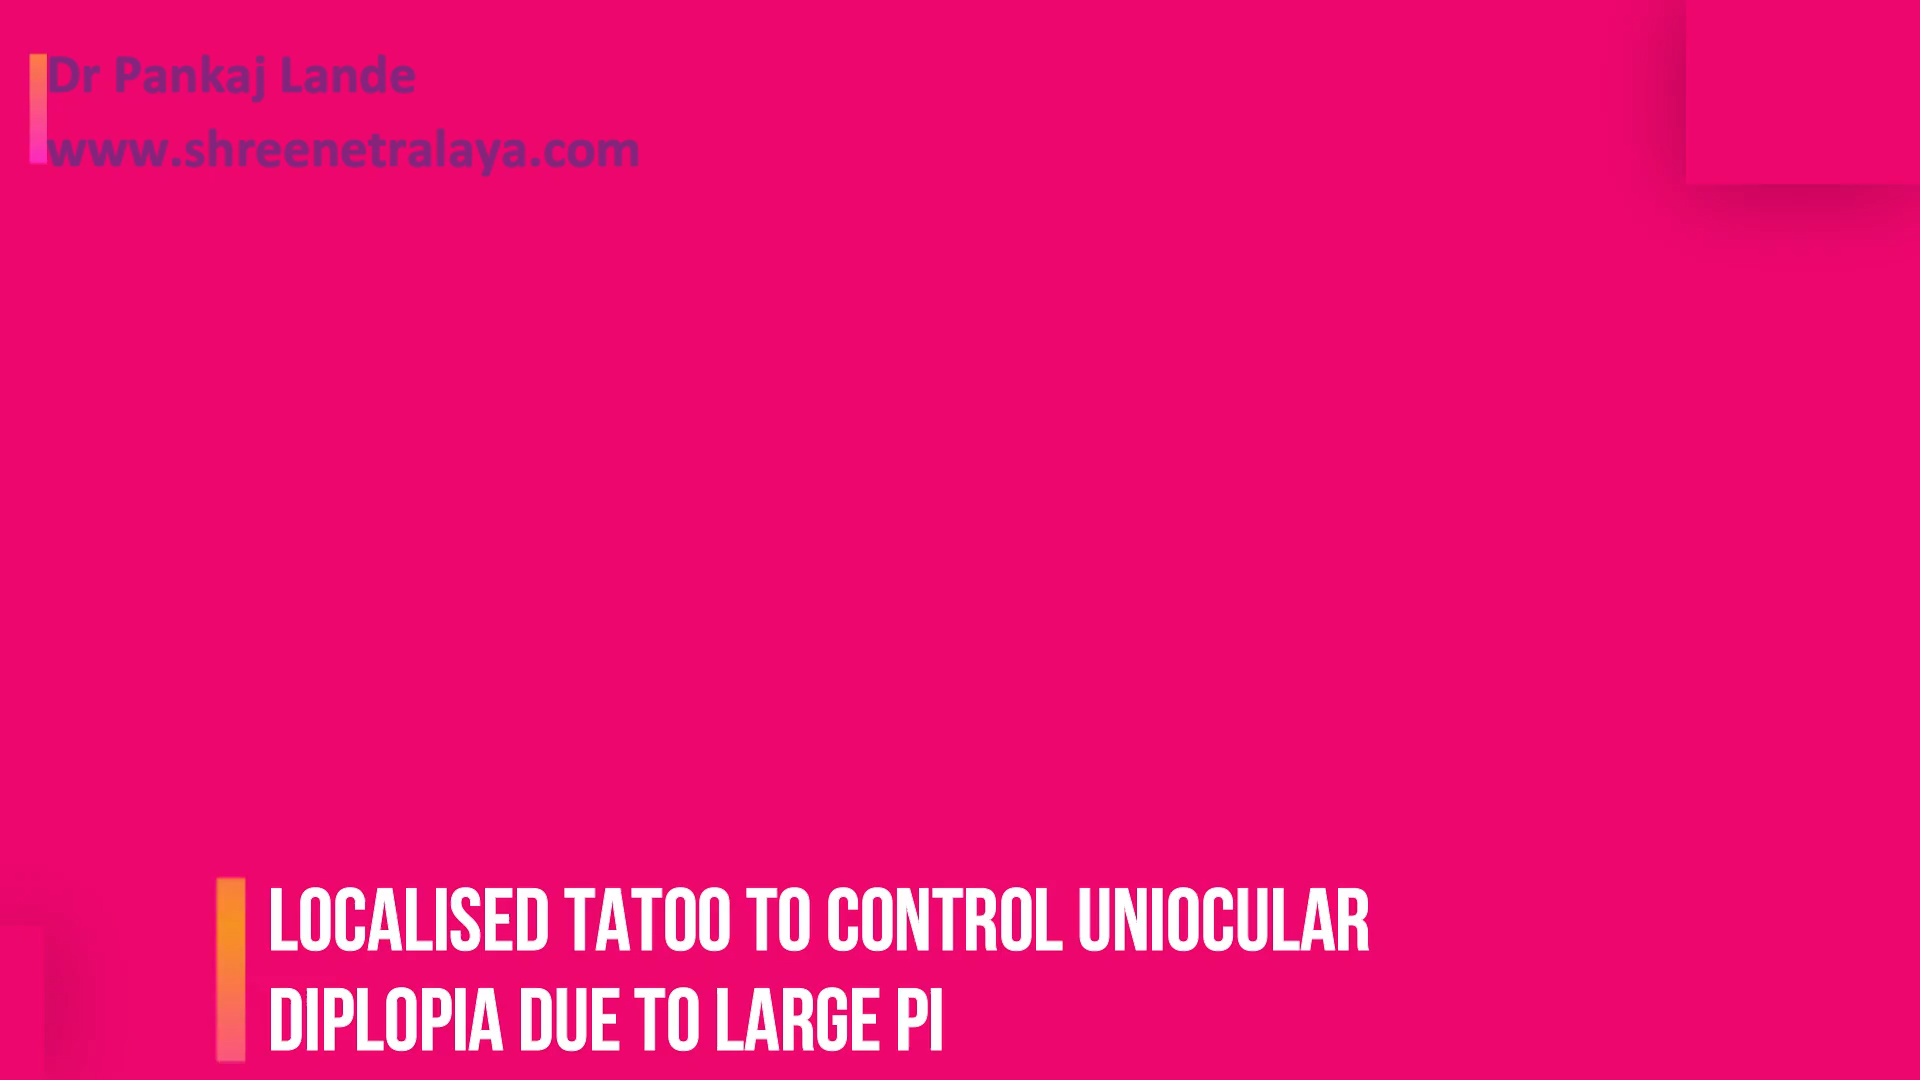 Dr Pankaj Lande
www.shreenetralaya.com
LOCALISED TATOO TO CONTROL UNIOCULAR
DIPLOPIA DUE TO LARGE PI